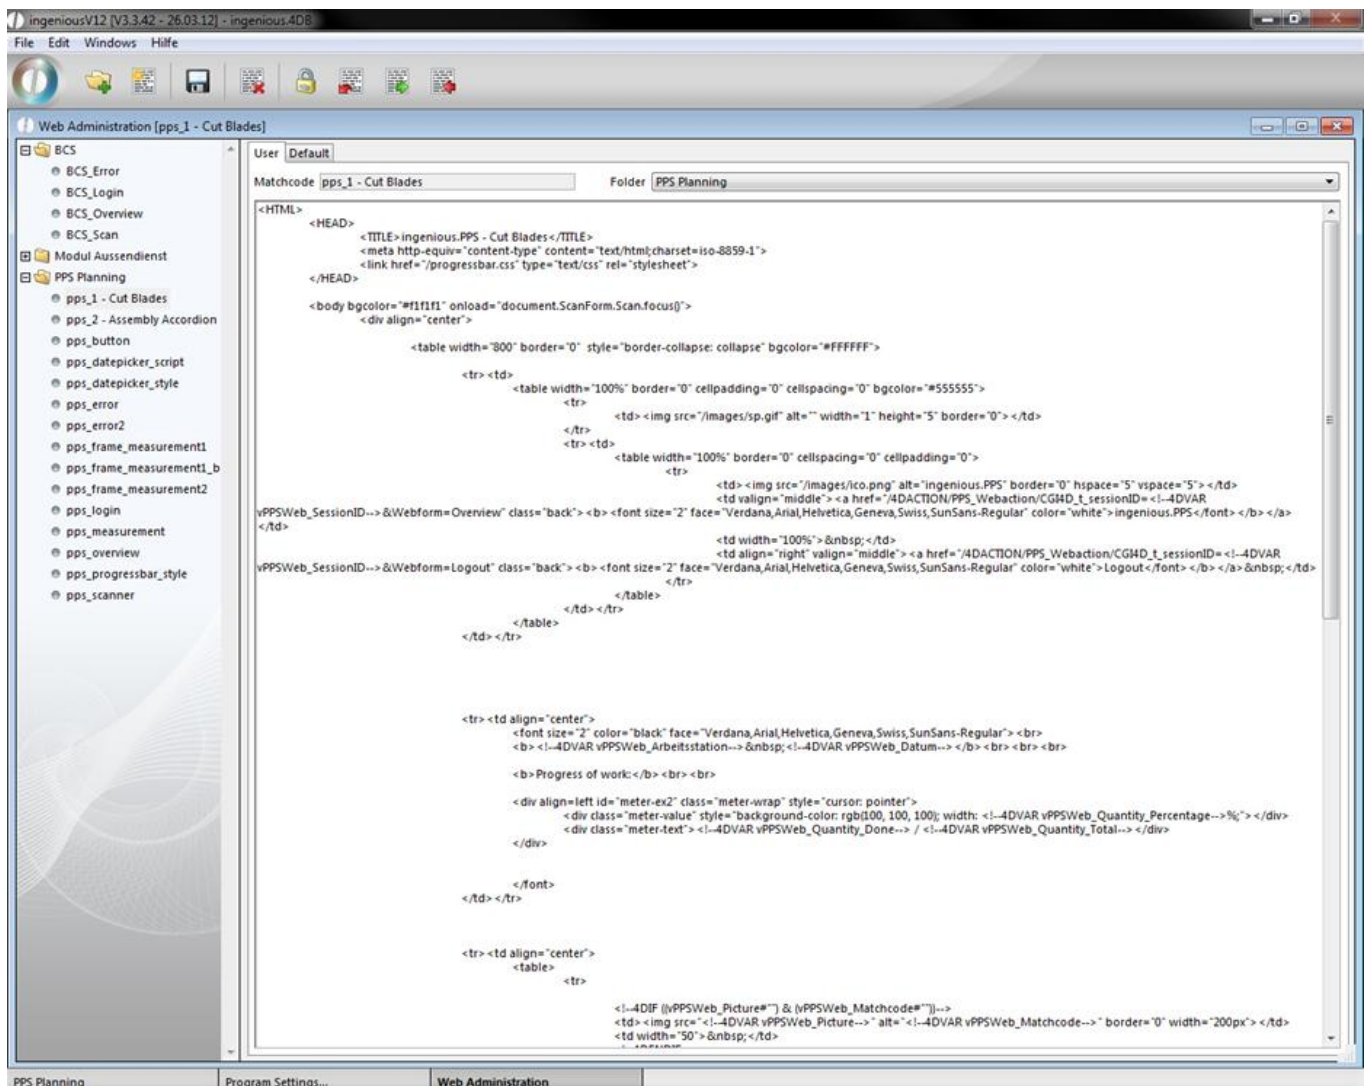 ingeniousV12 [V3.3.42 - 26.03.12] - ingenious.4DB
File Edit Windows Hilfe
Web Administration [pps_1 - Cut Blades]
BCS
BCS_Error
BCS_Login
BCS_Overview
BCS_Scan
Modul Aussendienst
PPS Planning
pps_1 - Cut Blades
pps_2 - Assembly Accordion
pps_button
pps_datepicker_script
pps_datepicker_style
pps_error
pps_error2
pps_frame_measurement1
pps_frame_measurement1_b
pps_frame_measurement2
pps_login
pps_measurement
pps_overview
pps_progressbar_style
pps_scanner
User Default
Matchcode pps_1 - Cut Blades Folder PPS Planning
<HTML>
<HEAD>
<TITLE>ingenious.PPS - Cut Blades</TITLE>
<meta http-equiv="content-type" content="text/html;charset=iso-8859-1">
<link href="/progressbar.css" type="text/css" rel="stylesheet">
</HEAD>
<body bgcolor="#f1f1f1" onload="document.ScanForm.Scan.focus()">
<div align="center">
<table width="800" border="0" style="border-collapse: collapse" bgcolor="#FFFFFF">
<tr><td>
<table width="100%" border="0" cellpadding="0" cellspacing="0" bgcolor="#555555">
<tr>
<td><img src="/images/sp.gif" alt="" width="1" height="5" border="0"></td>
</tr>
<tr><td>
<table width="100%" border="0" cellspacing="0" cellpadding="0">
<tr>
<td><img src="/images/ico.png" alt="ingenious.PPS" border="0" hspace="5" vspace="5"></td>
<td valign="middle"><a href="/4DACTION/PPS_Webaction/CGI4D_t_sessionID=<!--4DVAR
vPPSWeb_SessionID-->&Webform=Overview" class="back"><b><font size="2" face="Verdana,Arial,Helvetica,Geneva,Swiss,SunSans-Regular" color="white">ingenious.PPS</font></b></a>
</td>
<td width="100%">&nbsp;</td>
<td align="right" valign="middle"><a href="/4DACTION/PPS_Webaction/CGI4D_t_sessionID=<!--4DVAR
vPPSWeb_SessionID-->&Webform=Logout" class="back"><b><font size="2" face="Verdana,Arial,Helvetica,Geneva,Swiss,SunSans-Regular" color="white">Logout</font></b></a>&nbsp;</td>
</tr>
</table>
</td></tr>
</table>
</td></tr>
<tr><td align="center">
<font size="2" color="black" face="Verdana,Arial,Helvetica,Geneva,Swiss,SunSans-Regular"><br>
<b><!--4DVAR vPPSWeb_Arbeitsstation-->&nbsp;<!--4DVAR vPPSWeb_Datum--></b><br><br><br>
<b>Progress of work:</b><br><br>
<div align=left id="meter-ex2" class="meter-wrap" style="cursor: pointer">
<div class="meter-value" style="background-color: rgb(100, 100, 100); width: <!--4DVAR vPPSWeb_Quantity_Percentage-->%;"></div>
<div class="meter-text"><!--4DVAR vPPSWeb_Quantity_Done--> / <!--4DVAR vPPSWeb_Quantity_Total--></div>
</div>
</font>
</td></tr>
<tr><td align="center">
<table>
<tr>
<!--4DIF ((vPPSWeb_Picture#"") & (vPPSWeb_Matchcode#""))-->
<td><img src="<!--4DVAR vPPSWeb_Picture-->" alt="<!--4DVAR vPPSWeb_Matchcode-->" border="0" width="200px"></td>
<td width="50">&nbsp;</td>
PPS Planning Program Settings... Web Administration